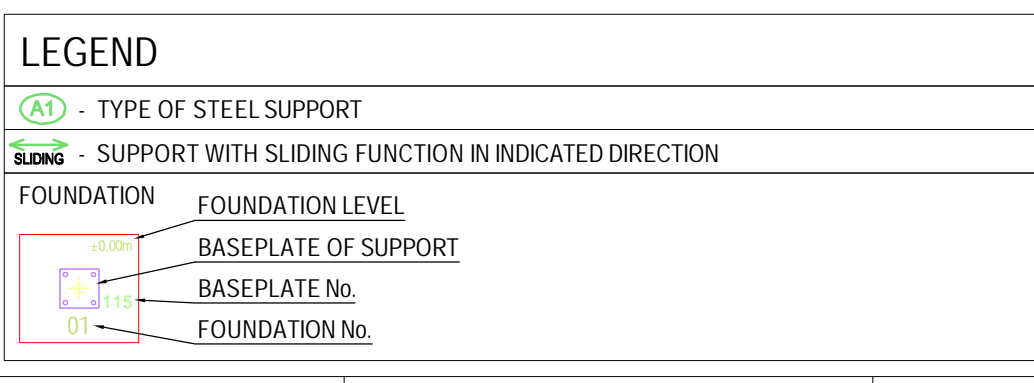 LEGEND
A1 - TYPE OF STEEL SUPPORT
SLIDING - SUPPORT WITH SLIDING FUNCTION IN INDICATED DIRECTION
FOUNDATION
FOUNDATION LEVEL
±0.00m
BASEPLATE OF SUPPORT
BASEPLATE No.
115
01
FOUNDATION No.